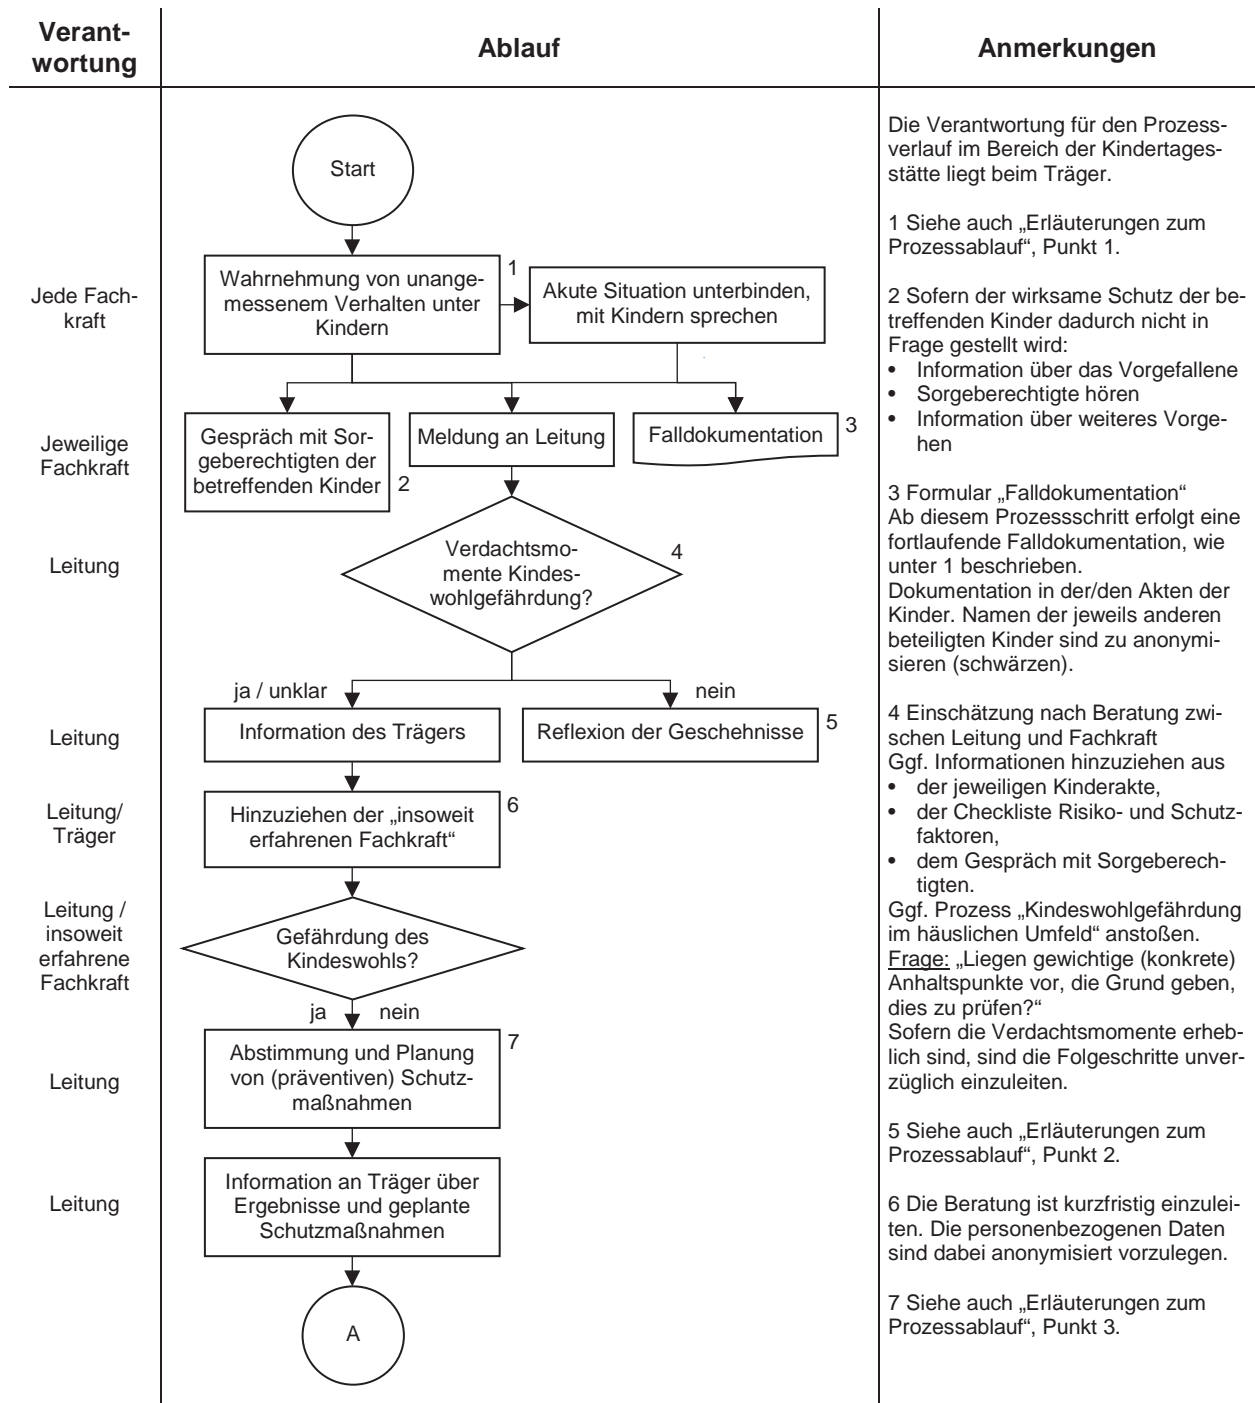 Verant-
wortung
Ablauf
Anmerkungen
Start
Jede Fach-
kraft
Wahrnehmung von unange-
messenem Verhalten unter
Kindern
1
Akute Situation unterbinden,
mit Kindern sprechen
Jeweilige
Fachkraft
Gespräch mit Sor-
geberechtigten der
betreffenden Kinder
2
Meldung an Leitung
Falldokumentation
3
Leitung
Verdachtsmo-
mente Kindes-
wohlgefährdung?
4
ja / unklar
nein
Leitung
Information des Trägers
Reflexion der Geschehnisse
5
Leitung/
Träger
Hinzuziehen der „insoweit
erfahrenen Fachkraft“
6
Leitung /
insoweit
erfahrene
Fachkraft
Gefährdung des
Kindeswohls?
ja
nein
Leitung
Abstimmung und Planung
von (präventiven) Schutz-
maßnahmen
7
Leitung
Information an Träger über
Ergebnisse und geplante
Schutzmaßnahmen
A
Die Verantwortung für den Prozess-
verlauf im Bereich der Kindertages-
stätte liegt beim Träger.
1 Siehe auch „Erläuterungen zum
Prozessablauf“, Punkt 1.
2 Sofern der wirksame Schutz der be-
treffenden Kinder dadurch nicht in
Frage gestellt wird:
• Information über das Vorgefallene
• Sorgeberechtigte hören
• Information über weiteres Vorge-
hen
3 Formular „Falldokumentation“
Ab diesem Prozessschritt erfolgt eine
fortlaufende Falldokumentation, wie
unter 1 beschrieben.
Dokumentation in der/den Akten der
Kinder. Namen der jeweils anderen
beteiligten Kinder sind zu anonymi-
sieren (schwärzen).
4 Einschätzung nach Beratung zwi-
schen Leitung und Fachkraft
Ggf. Informationen hinzuziehen aus
• der jeweiligen Kinderakte,
• der Checkliste Risiko- und Schutz-
faktoren,
• dem Gespräch mit Sorgeberech-
tigten.
Ggf. Prozess „Kindeswohlgefährdung
im häuslichen Umfeld“ anstoßen.
Frage: „Liegen gewichtige (konkrete)
Anhaltspunkte vor, die Grund geben,
dies zu prüfen?“
Sofern die Verdachtsmomente erheb-
lich sind, sind die Folgeschritte unver-
züglich einzuleiten.
5 Siehe auch „Erläuterungen zum
Prozessablauf“, Punkt 2.
6 Die Beratung ist kurzfristig einzulei-
ten. Die personenbezogenen Daten
sind dabei anonymisiert vorzulegen.
7 Siehe auch „Erläuterungen zum
Prozessablauf“, Punkt 3.